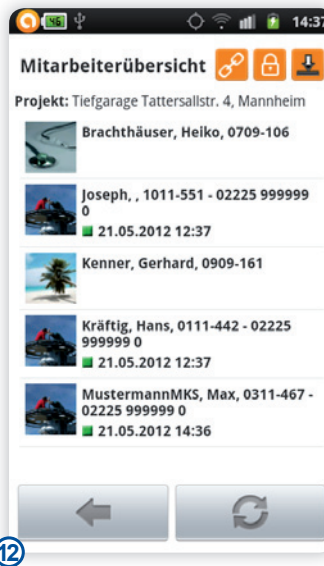 46 14:37
Mitarbeiterübersicht
Projekt: Tiefgarage Tattersallstr. 4, Mannheim
Brachthäuser, Heiko, 0709-106
Joseph, , 1011-551 - 02225 999999
0
21.05.2012 12:37
Kenner, Gerhard, 0909-161
Kräftig, Hans, 0111-442 - 02225
999999 0
21.05.2012 12:37
MustermannMKS, Max, 0311-467 -
02225 999999 0
21.05.2012 14:36
12